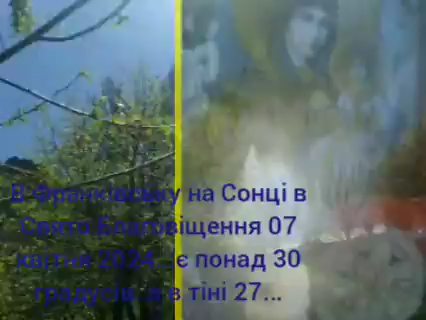 В Франківську на Сонці в
Свято Благовіщення 07
квітня 2024 . є понад 30
градусів .а в тіні 27...